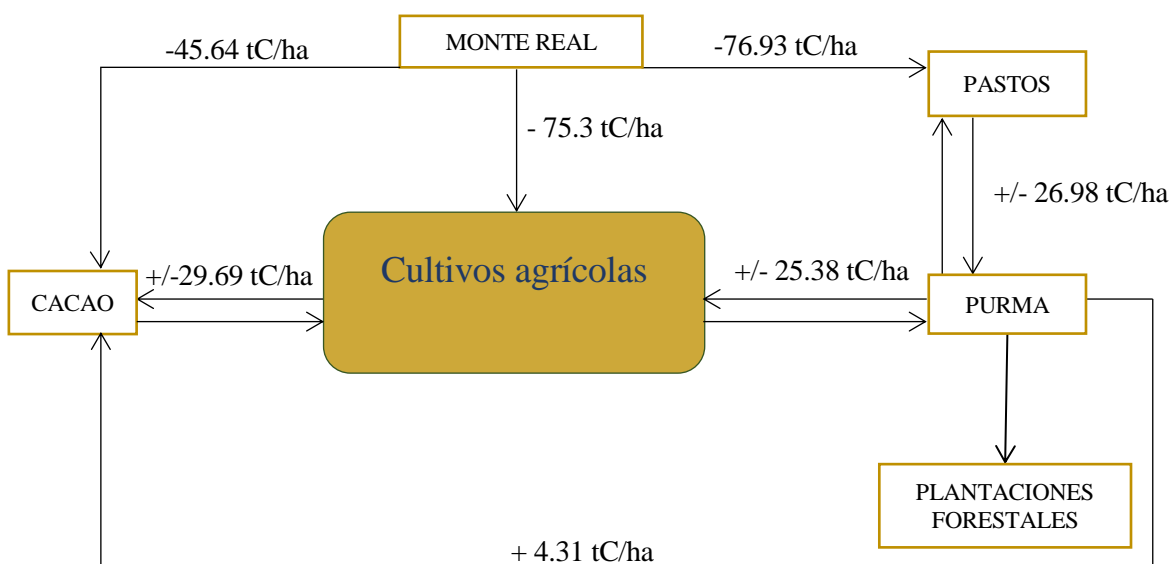 MONTE REAL
-45.64 tC/ha
-76.93 tC/ha
PASTOS
- 75.3 tC/ha
+/- 26.98 tC/ha
Cultivos agrícolas
+/-29.69 tC/ha
+/- 25.38 tC/ha
CACAO
PURMA
PLANTACIONES
FORESTALES
+ 4.31 tC/ha